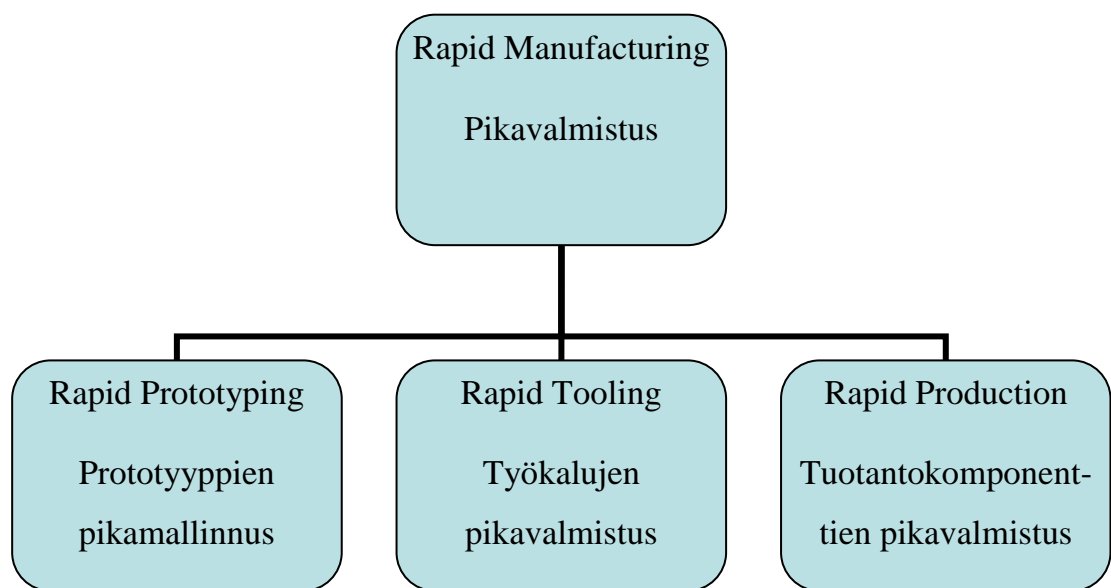 Rapid Manufacturing
Pikavalmistus
Rapid Prototyping
Prototyyppien
pikamallinnus
Rapid Tooling
Työkalujen
pikavalmistus
Rapid Production
Tuotantokomponent-
tien pikavalmistus